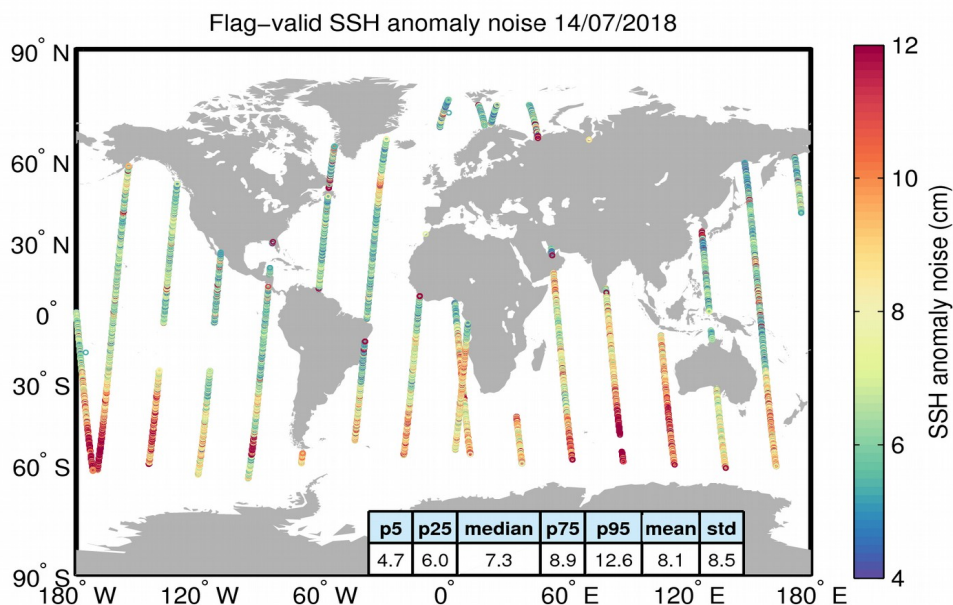 Flag−valid SSH anomaly noise 14/07/2018
90° N
60° N
30° N
0°
30° S
60° S
90° S
180° W
120° W
60° W
0°
60° E
120° E
180° E
p5 p25 median p75 p95 mean std
4.7 6.0 7.3 8.9 12.6 8.1 8.5
12
10
8
6
4
SSH anomaly noise (cm)